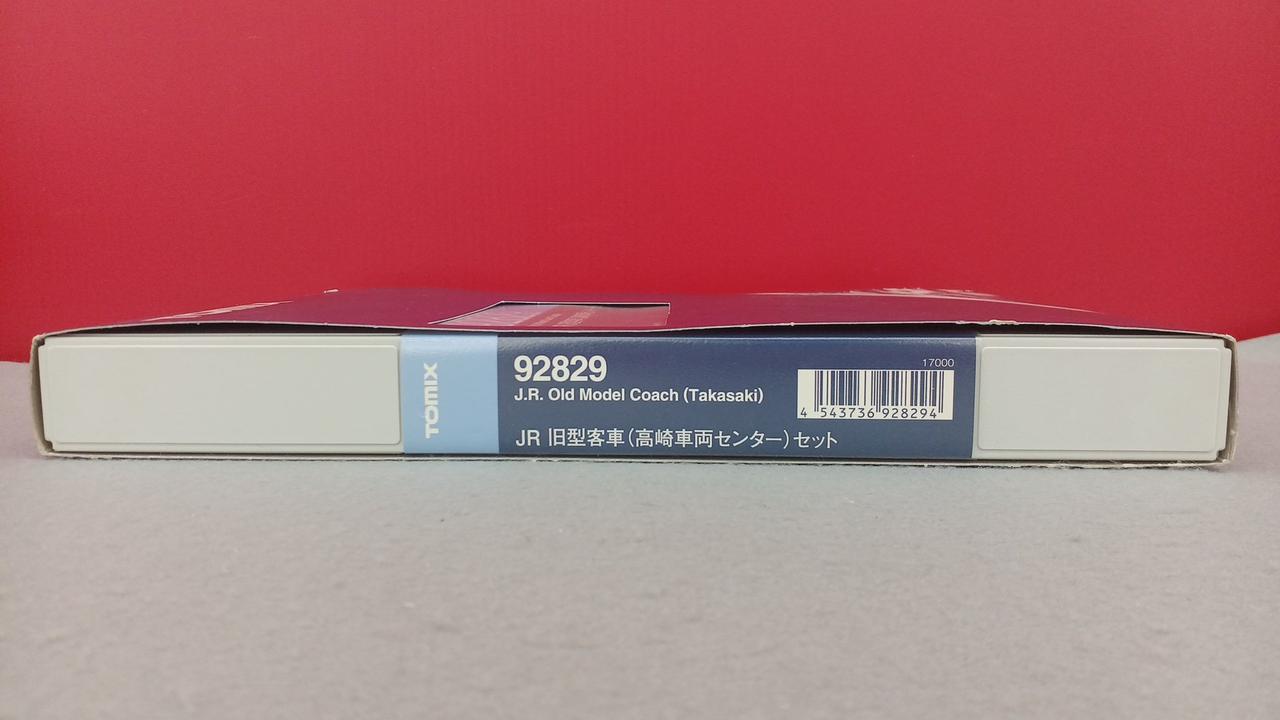 TOMIX
92829
J.R. Old Model Coach (Takasaki)
JR 旧型客車(高崎車両センター)セット
17000
4 543736 928294